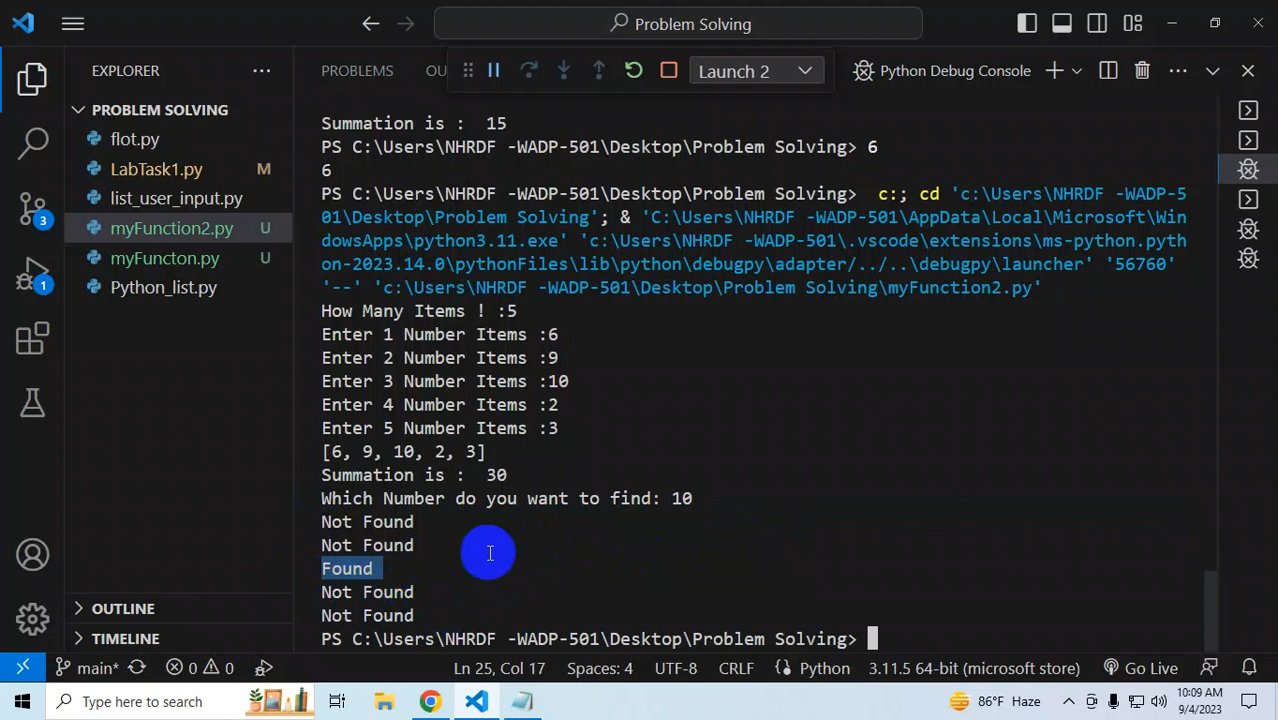 Problem Solving
EXPLORER
PROBLEMS
OU
Launch 2
Python Debug Console
PROBLEM SOLVING
flot.py
LabTask1.py M
list_user_input.py
myFunction2.py U
myFuncton.py U
Python_list.py
3
1
OUTLINE
TIMELINE
Summation is :  15
PS C:\Users\NHRDF -WADP-501\Desktop\Problem Solving> 6
6
PS C:\Users\NHRDF -WADP-501\Desktop\Problem Solving>  c:; cd 'c:\Users\NHRDF -WADP-5
01\Desktop\Problem Solving'; & 'C:\Users\NHRDF -WADP-501\AppData\Local\Microsoft\Win
dowsApps\python3.11.exe' 'c:\Users\NHRDF -WADP-501\.vscode\extensions\ms-python.pyth
on-2023.14.0\pythonFiles\lib\python\debugpy\adapter/../..\debugpy\launcher' '56760'
'--' 'c:\Users\NHRDF -WADP-501\Desktop\Problem Solving\myFunction2.py'
How Many Items ! :5
Enter 1 Number Items :6
Enter 2 Number Items :9
Enter 3 Number Items :10
Enter 4 Number Items :2
Enter 5 Number Items :3
[6, 9, 10, 2, 3]
Summation is :  30
Which Number do you want to find: 10
Not Found
Not Found
Found
Not Found
Not Found
PS C:\Users\NHRDF -WADP-501\Desktop\Problem Solving>
main* 0 0 Ln 25, Col 17 Spaces: 4 UTF-8 CRLF Python 3.11.5 64-bit (microsoft store) Go Live
Type here to search 86°F Haze 10:09 AM
9/4/2023